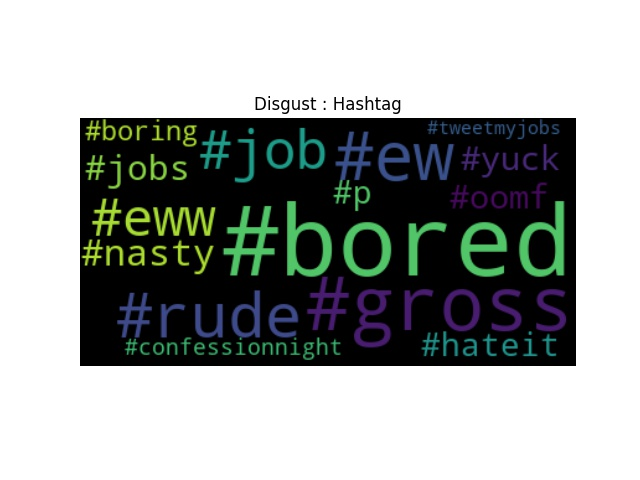 Disgust : Hashtag
#boring #job #ew #tweetmyjobs
#jobs #yuck
#p #oomf
#eww #bored
#nasty
#rude #gross
#confessionnight #hateit